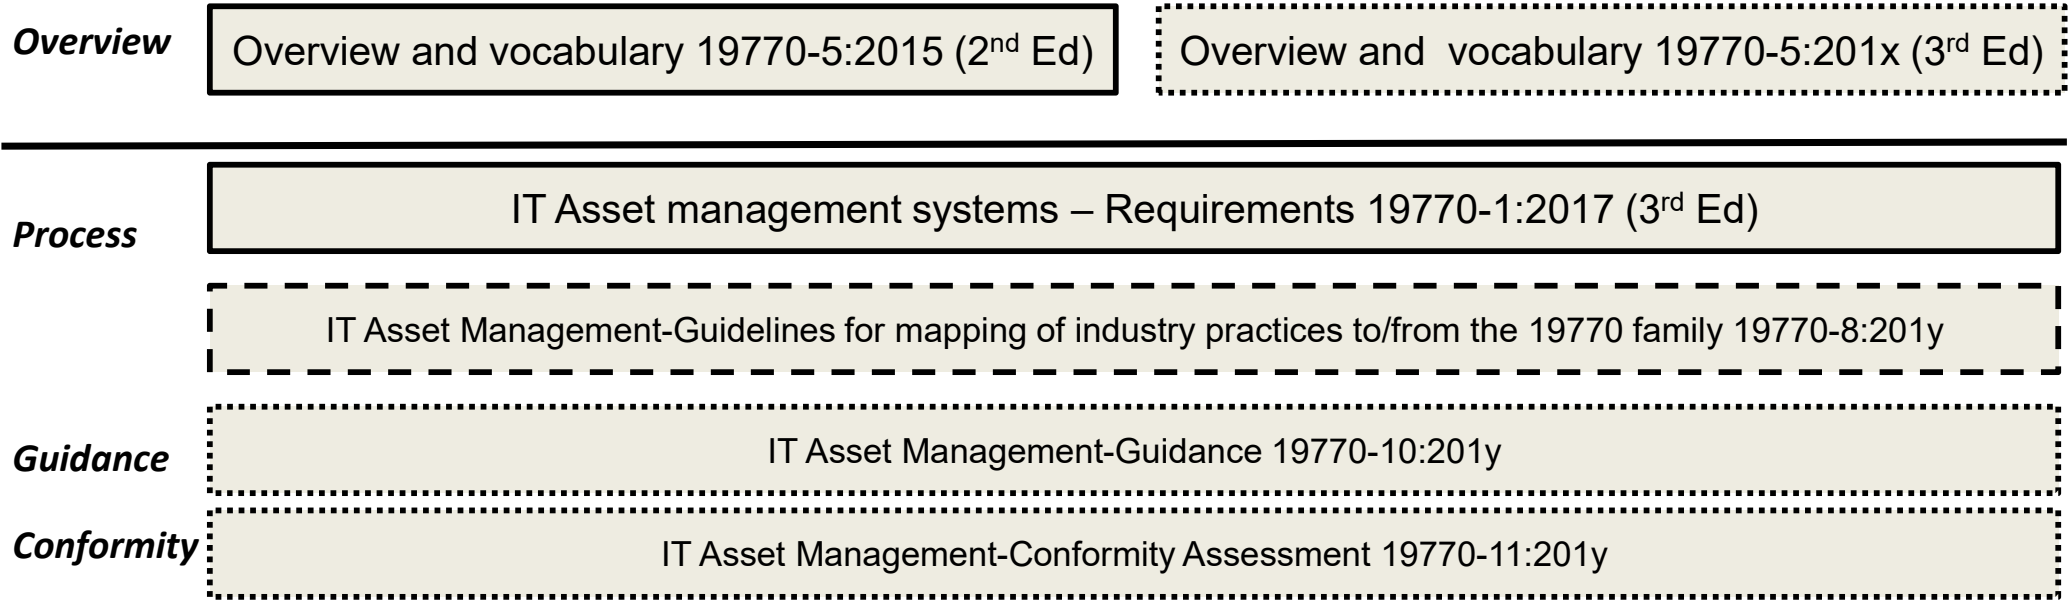 Overview
Overview and vocabulary 19770-5:2015 (2nd Ed)
Overview and  vocabulary 19770-5:201x (3rd Ed)
Process
IT Asset management systems – Requirements 19770-1:2017 (3rd Ed)
IT Asset Management-Guidelines for mapping of industry practices to/from the 19770 family 19770-8:201y
Guidance
IT Asset Management-Guidance 19770-10:201y
Conformity
IT Asset Management-Conformity Assessment 19770-11:201y